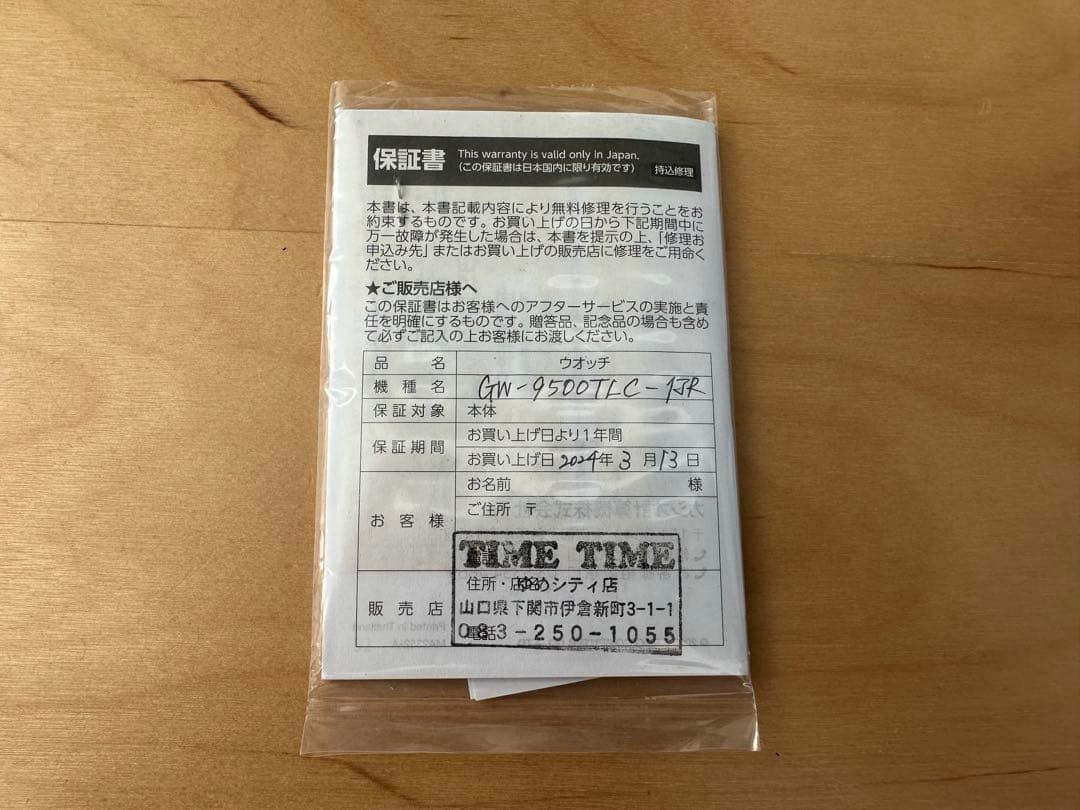 保証書 This warranty is valid only in Japan.
(この保証書は日本国内に限り有効です) 持込修理
本書は、本書記載内容により無料修理を行うことをお
約束するものです。お買い上げの日から下記期間中に
万一故障が発生した場合は、本書を提示の上、「修理お
申込み先」またはお買い上げの販売店に修理をご用命く
ださい。
★ご販売店様へ
この保証書はお客様へのアフターサービスの実施と責
任を明確にするものです。贈答品、記念品の場合も含め
て必ずご記入の上お客様にお渡しください。
品名 ウオッチ
機種名 GW-9500TLC-1JR
保証対象 本体
保証期間 お買い上げ日より1年間
お買い上げ日 2024年 3月13日
お客様 お名前 様
ご住所 〒
TIME TIME
販売店 住所・店名 ゆめシティ店
山口県下関市伊倉新町3-1-1
電話 083-250-1055